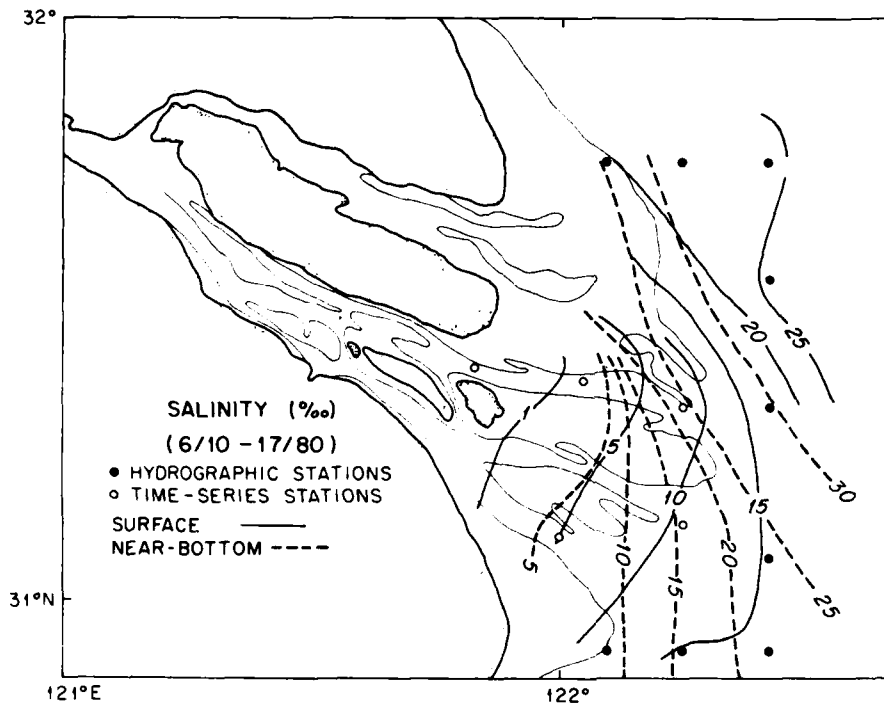 32°
20
25
SALINITY (‰)
(6/10 - 17/80)
● HYDROGRAPHIC STATIONS
○ TIME-SERIES STATIONS
SURFACE
NEAR-BOTTOM
1
15
5
10
10
15
20
15
30
25
31°N
121°E
122°